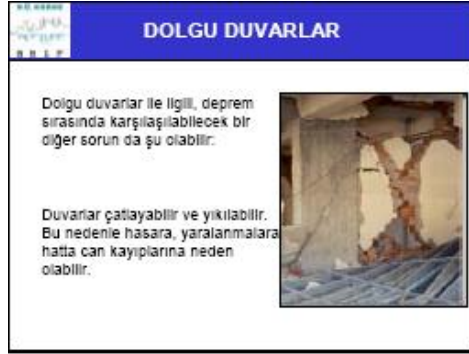 DOLGU DUVARLAR
Dolgu duvarlar ile ilgili, deprem
sırasında karşılaşılabilecek bir
diğer sorun da şu olabilir:
Duvarlar çatlayabilir ve yıkılabilir.
Bu nedenle hasara, yaralanmalara
hatta can kayıplarına neden
olabilir.